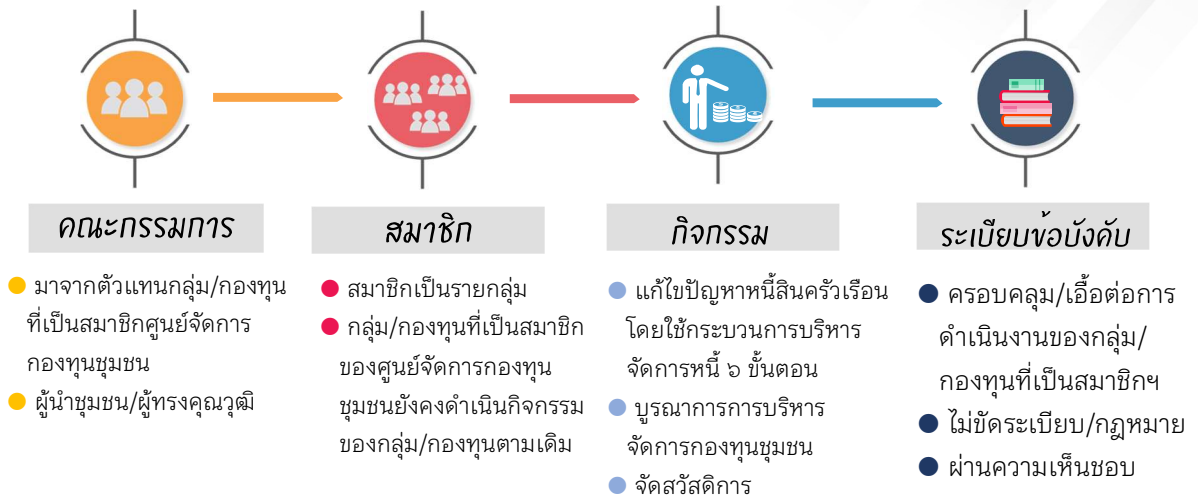 คณะกรรมการ
● มาจากตัวแทนกลุ่ม/กองทุน
ที่เป็นสมาชิกศูนย์จัดการ
กองทุนชุมชน
● ผู้นำชุมชน/ผู้ทรงคุณวุฒิ
สมาชิก
● สมาชิกเป็นรายกลุ่ม
● กลุ่ม/กองทุนที่เป็นสมาชิก
ของศูนย์จัดการกองทุน
ชุมชนยังคงดำเนินกิจกรรม
ของกลุ่ม/กองทุนตามเดิม
กิจกรรม
● แก้ไขปัญหาหนี้สินครัวเรือน
โดยใช้กระบวนการบริหาร
จัดการหนี้ ๖ ขั้นตอน
● บูรณาการการบริหาร
จัดการกองทุนชุมชน
● จัดสวัสดิการ
ระเบียบข้อบังคับ
● ครอบคลุม/เอื้อต่อการ
ดำเนินงานของกลุ่ม/
กองทุนที่เป็นสมาชิกฯ
● ไม่ขัดระเบียบ/กฎหมาย
● ผ่านความเห็นชอบ